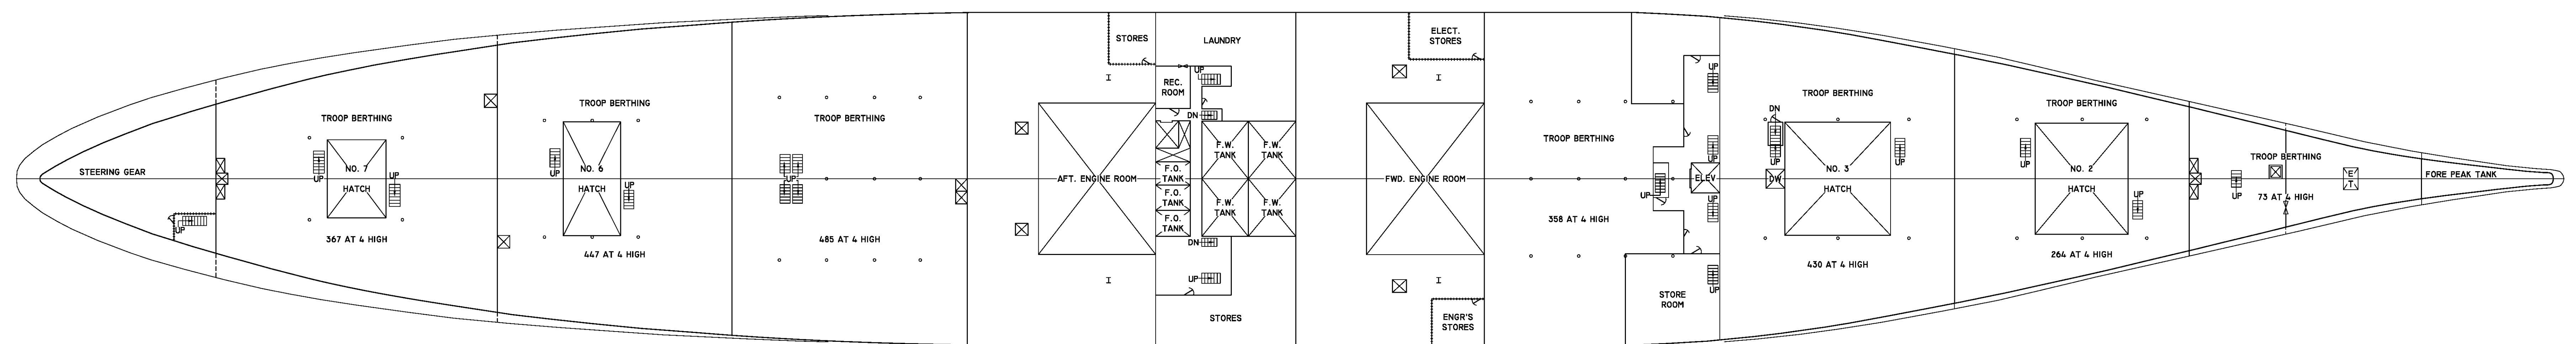 STEERING GEAR
UP
TROOP BERTHING
UP
NO. 7
HATCH
UP
367 AT 4 HIGH
TROOP BERTHING
UP
NO. 6
HATCH
UP
447 AT 4 HIGH
TROOP BERTHING
UP
485 AT 4 HIGH
AFT. ENGINE ROOM
STORES
LAUNDRY
REC.
ROOM
UP
DN
F.O.
TANK
F.O.
TANK
F.O.
TANK
F.W.
TANK
F.W.
TANK
F.W.
TANK
F.W.
TANK
DN
UP
STORES
ELECT.
STORES
FWD. ENGINE ROOM
ENGR'S
STORES
TROOP BERTHING
358 AT 4 HIGH
UP
UP
UP
ELEV
UP
UP
STORE
ROOM
TROOP BERTHING
DN
UP
DW
NO. 3
HATCH
UP
430 AT 4 HIGH
TROOP BERTHING
UP
NO. 2
HATCH
UP
264 AT 4 HIGH
TROOP BERTHING
UP
73 AT 4 HIGH
E
T
FORE PEAK TANK